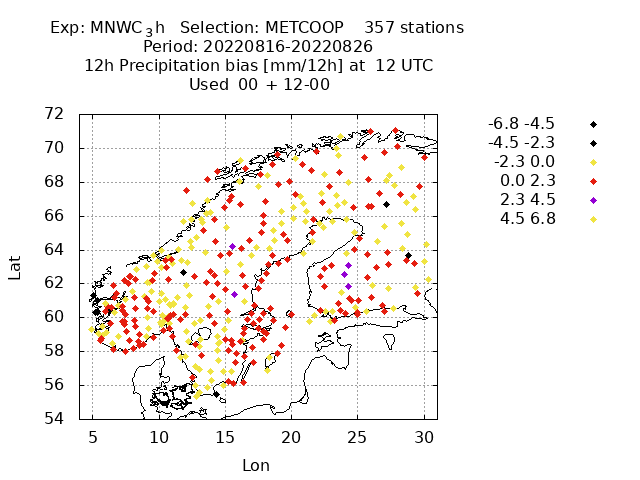 Exp: MNWC3h Selection: METCOOP 357 stations
Period: 20220816-20220826
12h Precipitation bias [mm/12h] at 12 UTC
Used 00 + 12-00
72
70
68
66
64
62
60
58
56
54
5 10 15 20 25 30
Lat
Lon
-6.8 -4.5
-4.5 -2.3
-2.3 0.0
0.0 2.3
2.3 4.5
4.5 6.8